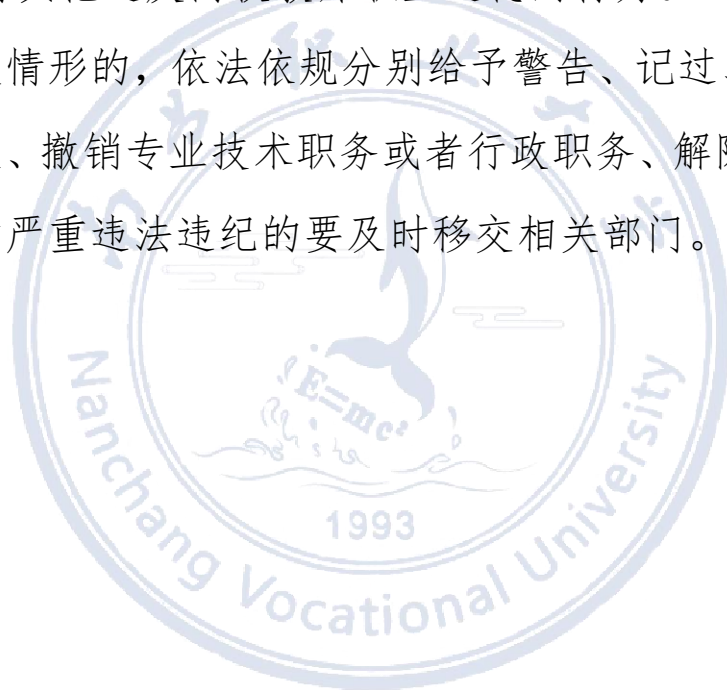 情形的，依法依规分别给予警告、记过、
、撤销专业技术职务或者行政职务、解除
严重违法违纪的要及时移交相关部门。
E=mc²
1993
Nanchang Vocational University